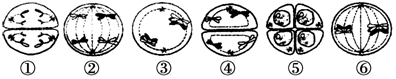 ① ② ③ ④ ⑤ ⑥